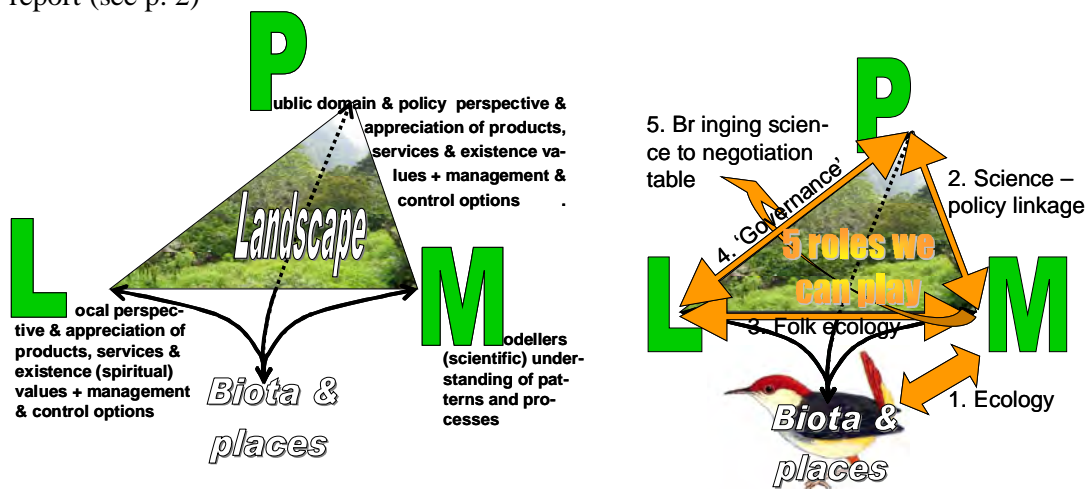 report (see p. 2)
Public domain & policy perspective &
appreciation of products,
services & existence va-
lues + management &
control options .
Landscape
Local perspec-
tive & appreciation of
products, services &
existence (spiritual)
values + management
& control options
Modellers
(scientific) under-
standing of pat-
terns and pro-
cesses
Biota &
places
P
5. Br inging scien-
ce to negotiation
table
4. 'Governance'
2. Science –
policy linkage
5 roles we
can play
L
M
3. Folk ecology
1. Ecology
Biota &
places